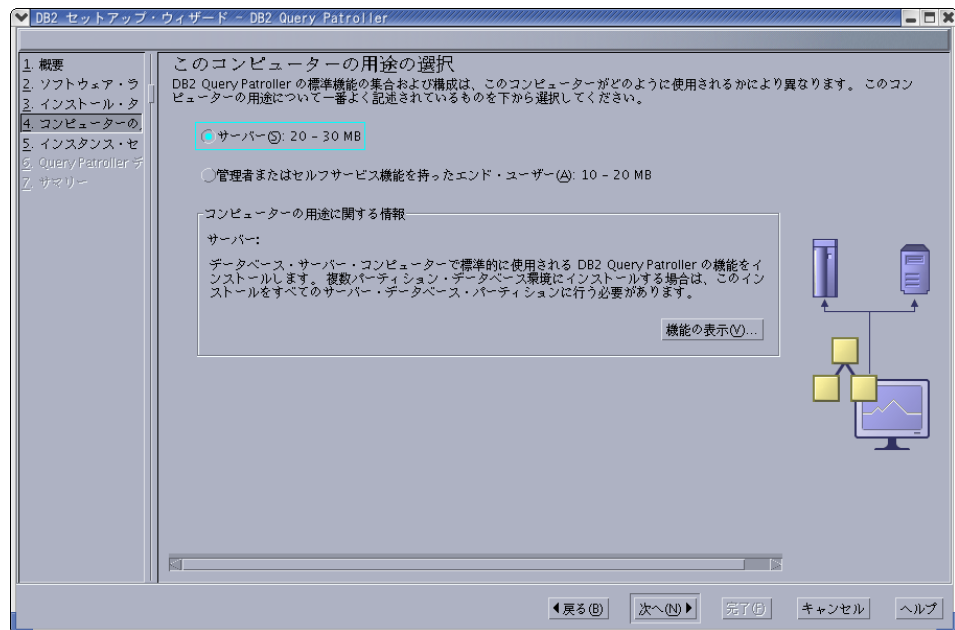 DB2 セットアップ・ウィザード - DB2 Query Patroller
1. 概要
2. ソフトウェア・ラ
3. インストール・タ
4. コンピューターの
5. インスタンス・セ
6. Query Patroller デ
7. サマリー
このコンピューターの用途の選択
DB2 Query Patroller の標準機能の集合および構成は、このコンピューターがどのように使用されるかにより異なります。 このコン
ピューターの用途について一番よく記述されているものを下から選択してください。
サーバー(S): 20 - 30 MB
管理者またはセルフサービス機能を持ったエンド・ユーザー(A): 10 - 20 MB
コンピューターの用途に関する情報
サーバー:
データベース・サーバー・コンピューターで標準的に使用される DB2 Query Patroller の機能をイ
ンストールします。 複数パーティション・データベース環境にインストールする場合は、このイン
ストールをすべてのサーバー・データベース・パーティションに行う必要があります。
機能の表示(V)...
戻る(B)
次へ(N)
完了(F)
キャンセル
ヘルプ